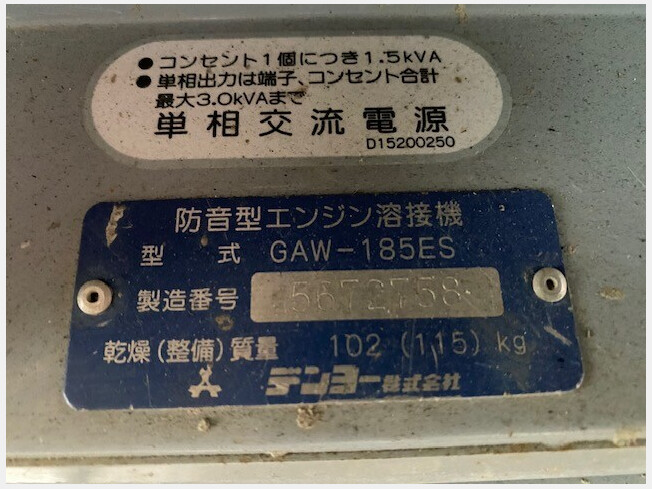 ● コンセント1個につき1.5kVA
● 単相出力は端子、コンセント合計
最大3.0kVAまで
単相交流電源
D15200250
防音型エンジン溶接機
型式 GAW-185ES
製造番号 5672758
乾燥(整備)質量 102 (115) kg
デンヨー株式会社